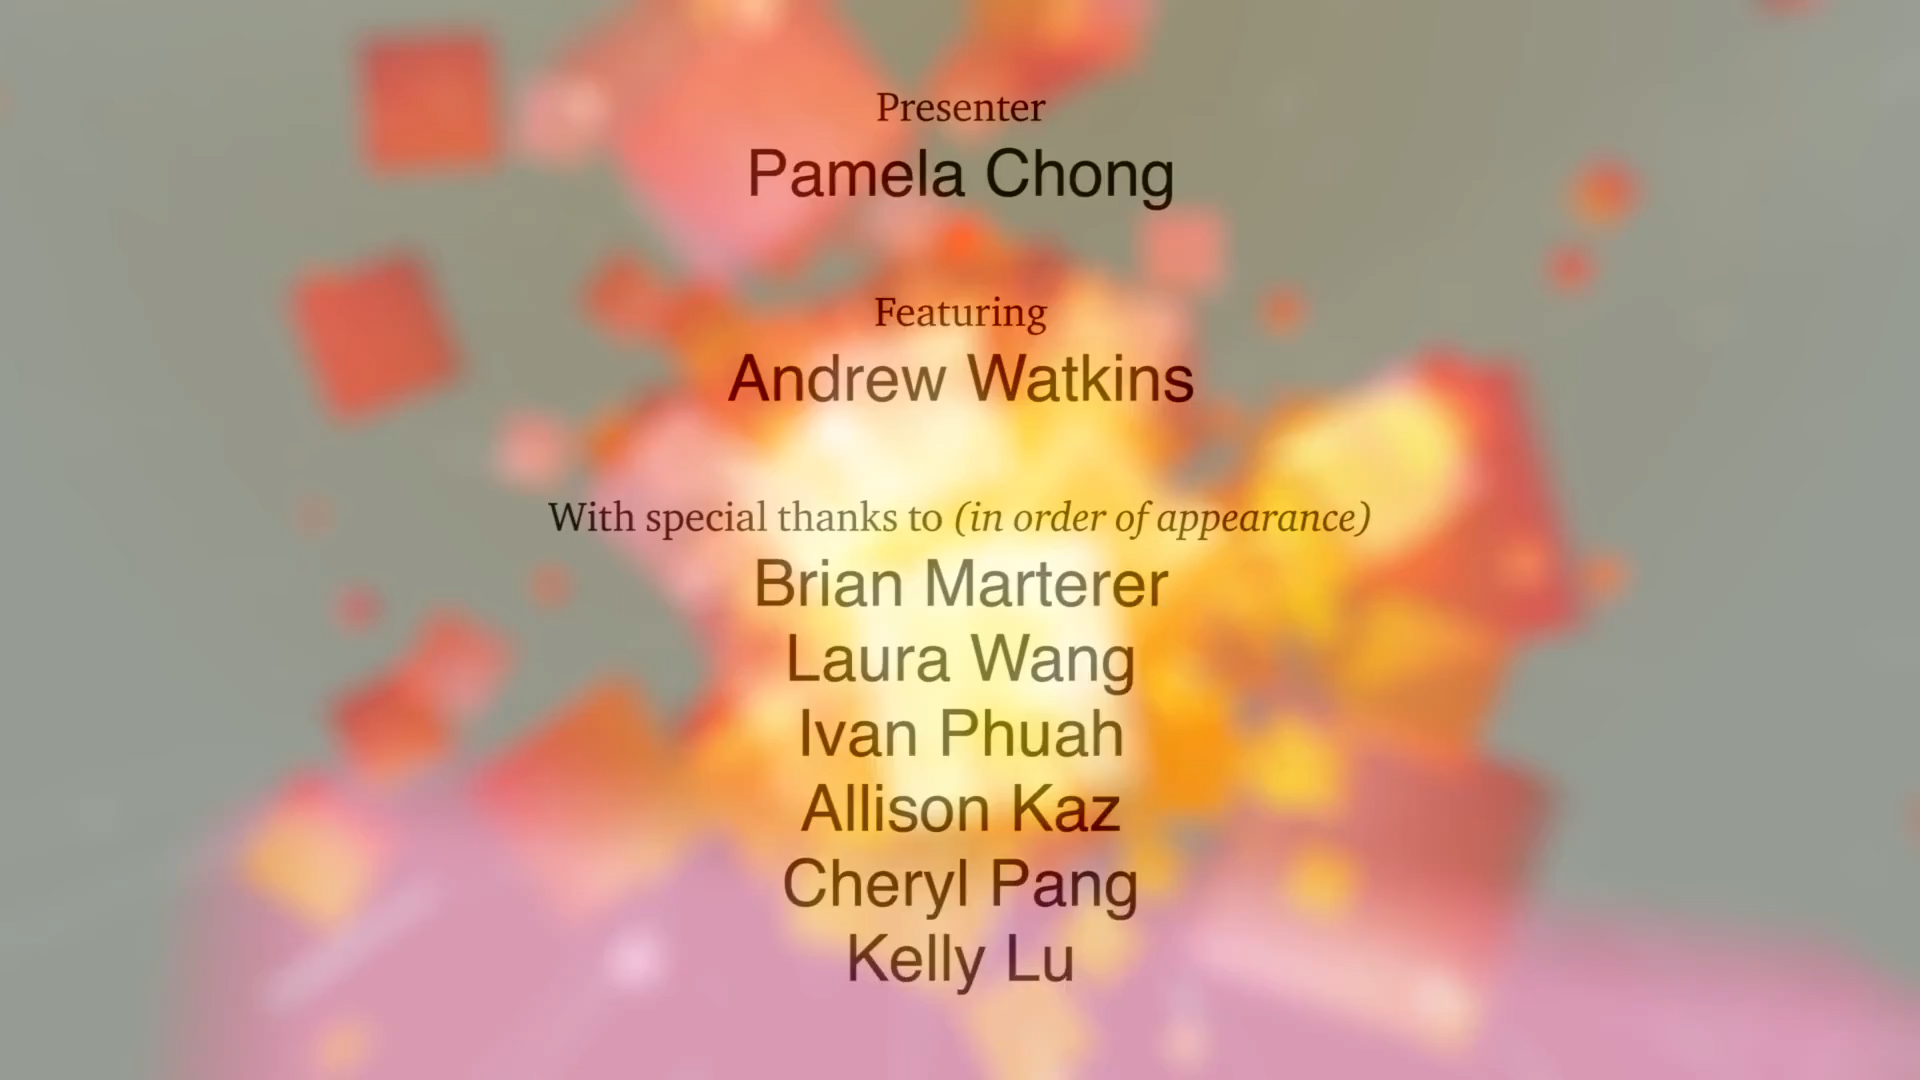 Presenter
Pamela Chong
Featuring
Andrew Watkins
With special thanks to (in order of appearance)
Brian Marterer
Laura Wang
Ivan Phuah
Allison Kaz
Cheryl Pang
Kelly Lu